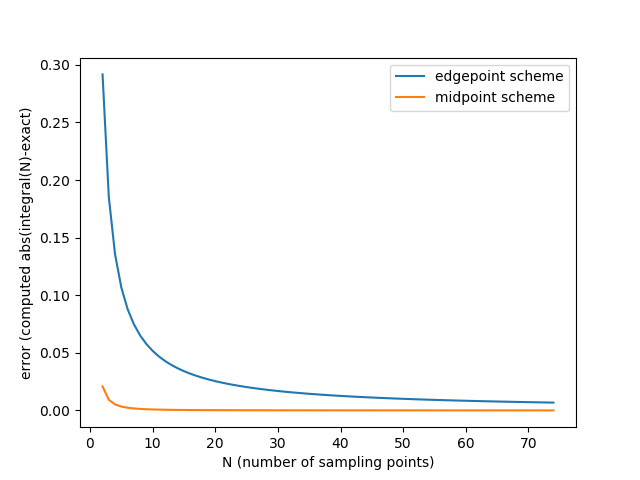 0.30
0.25
0.20
0.15
0.10
0.05
0.00
error (computed abs(integral(N)-exact)
edgepoint scheme
midpoint scheme
0 10 20 30 40 50 60 70
N (number of sampling points)